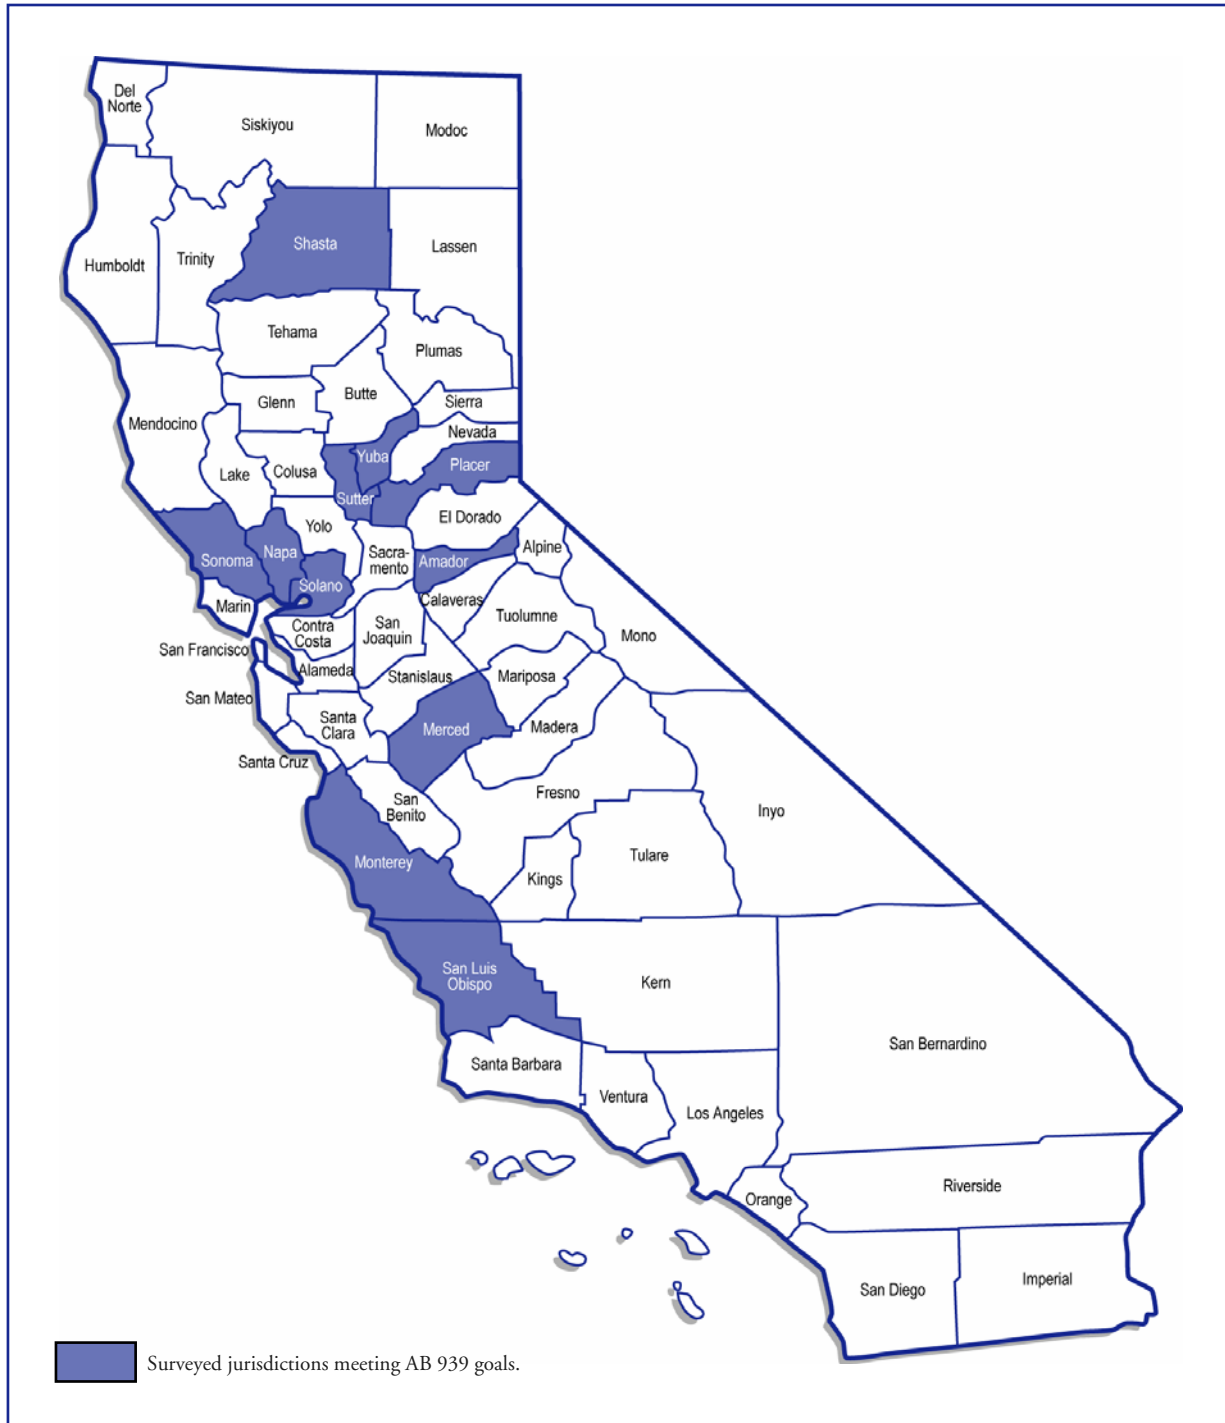 Del
Norte
Siskiyou
Modoc
Shasta
Lassen
Humboldt
Trinity
Tehama
Plumas
Butte
Glenn
Sierra
Mendocino
Nevada
Yuba
Placer
Lake
Colusa
Sutter
El Dorado
Yolo
Sacra-
mento
Alpine
Sonoma
Napa
Amador
Solano
Calaveras
Marin
Tuolumne
Contra
Costa
San
Joaquin
Mono
San Francisco
Alameda
Stanislaus
Mariposa
San Mateo
Santa
Clara
Merced
Madera
Santa Cruz
Fresno
San
Benito
Inyo
Monterey
Tulare
Kings
San Luis
Obispo
Kern
San Bernardino
Santa Barbara
Ventura
Los Angeles
Riverside
Orange
San Diego
Imperial
Surveyed jurisdictions meeting AB 939 goals.